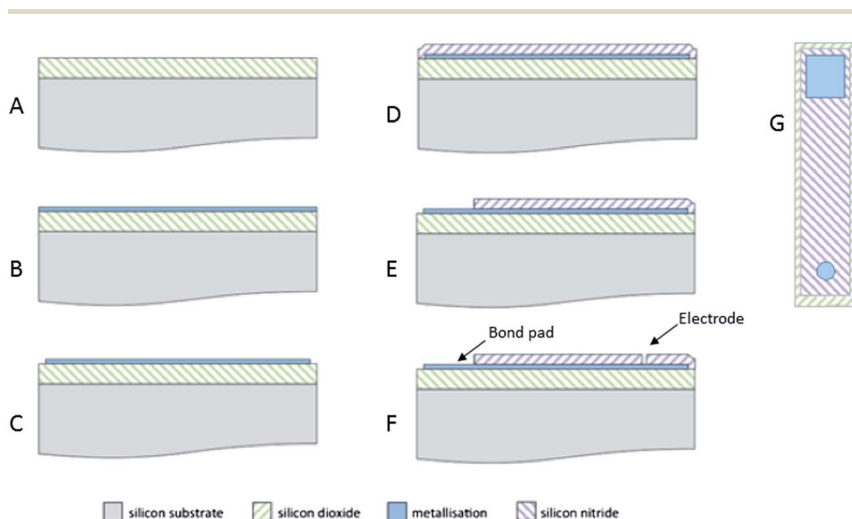 A
B
C
D
E
F
G
Bond pad
Electrode
silicon substrate
silicon dioxide
metallisation
silicon nitride